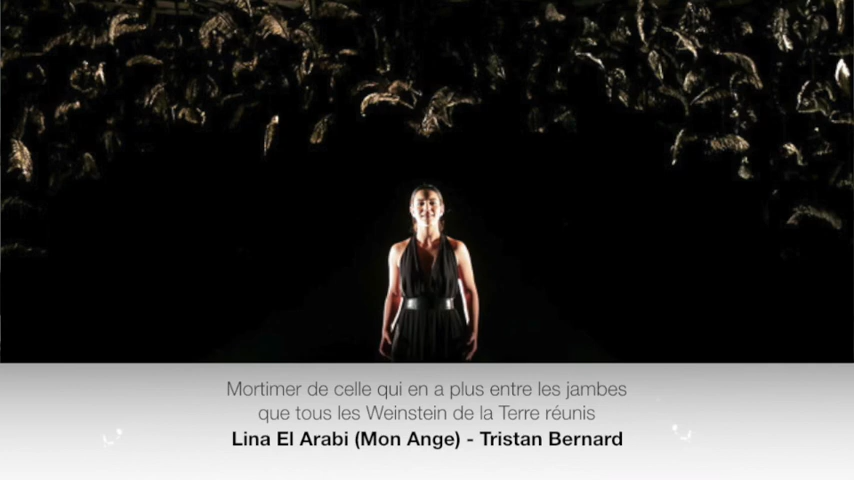 Mortimer de celle qui en a plus entre les jambes
que tous les Weinstein de la Terre réunis
Lina El Arabi (Mon Ange) - Tristan Bernard